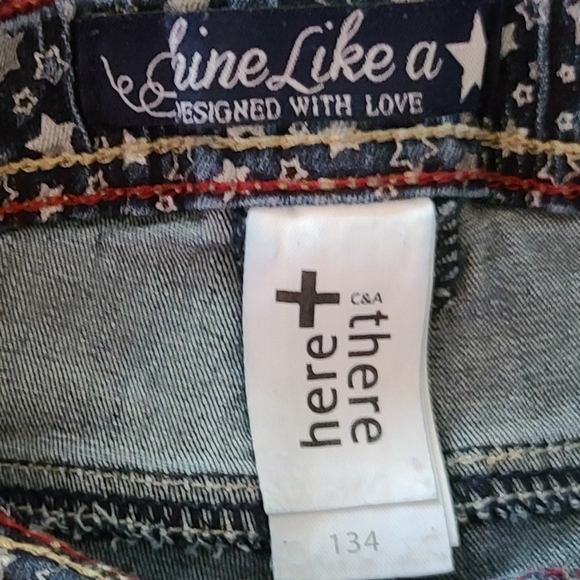 Shine Like a
DESIGNED WITH LOVE
here + there
C&A
134